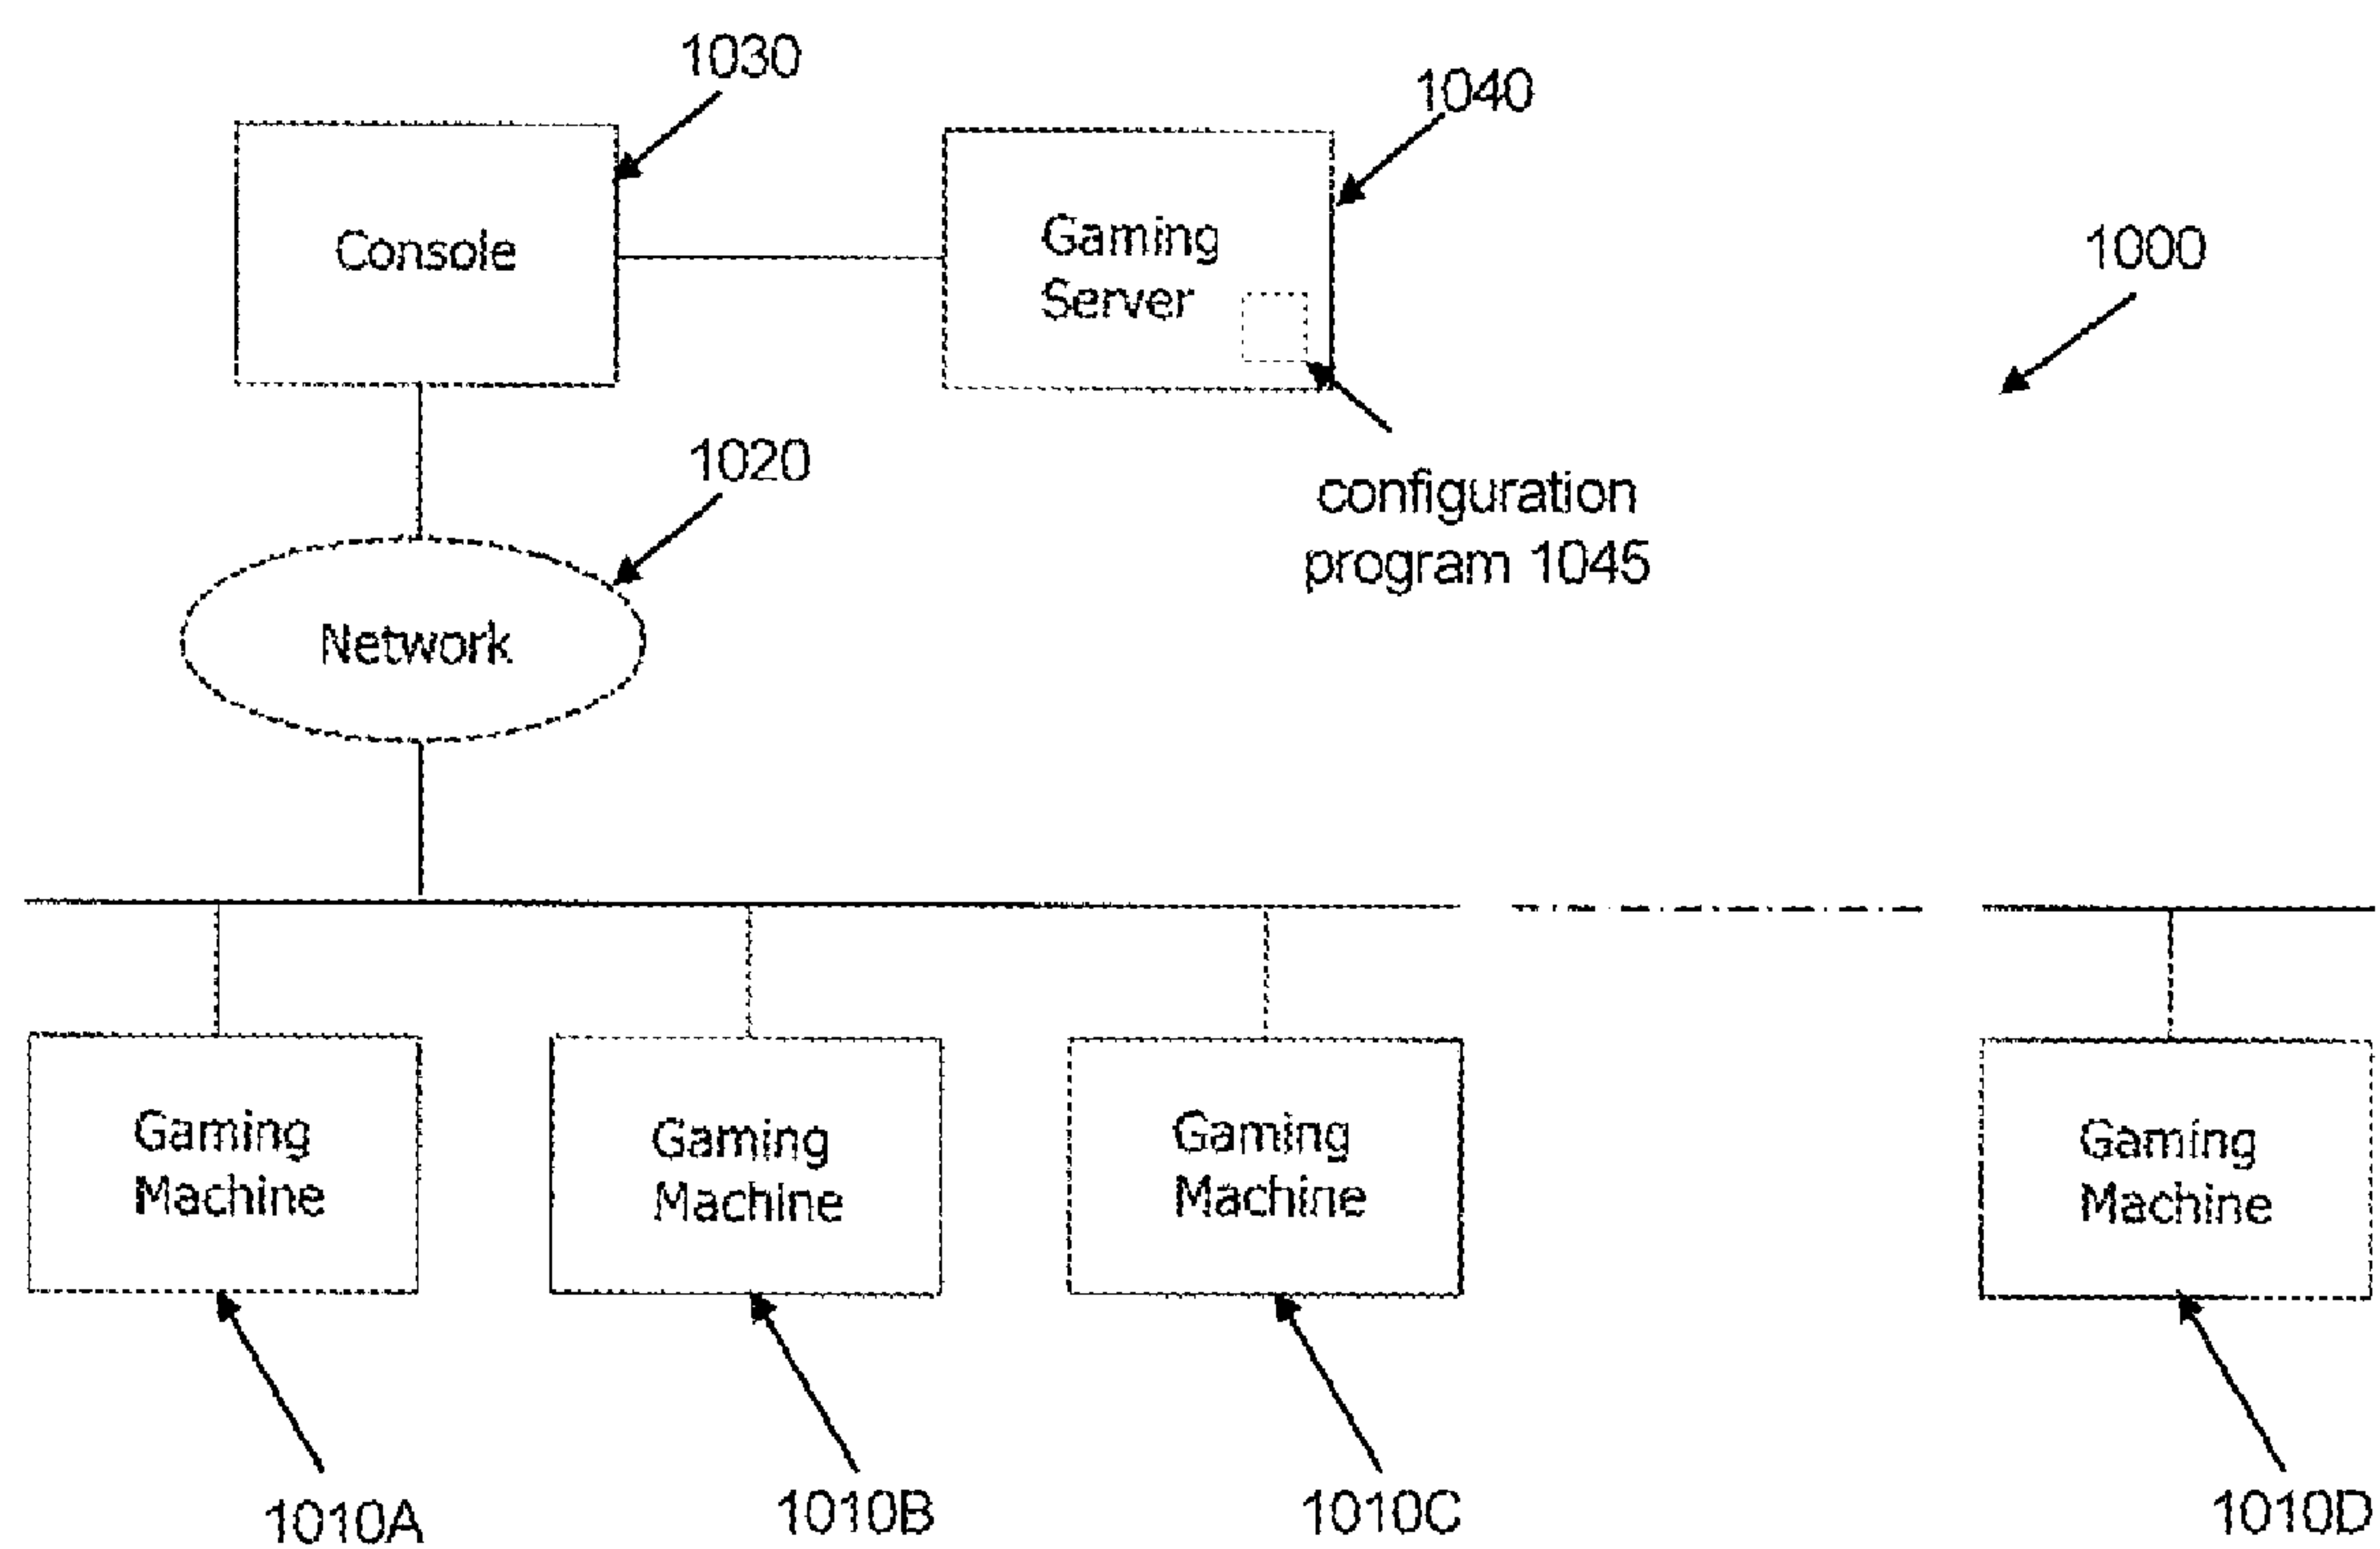 1030
1040
Console
Gaming
Server
1000
1020
configuration
program 1045
Network
Gaming
Machine
Gaming
Machine
Gaming
Machine
Gaming
Machine
1010A
1010B
1010C
1010D